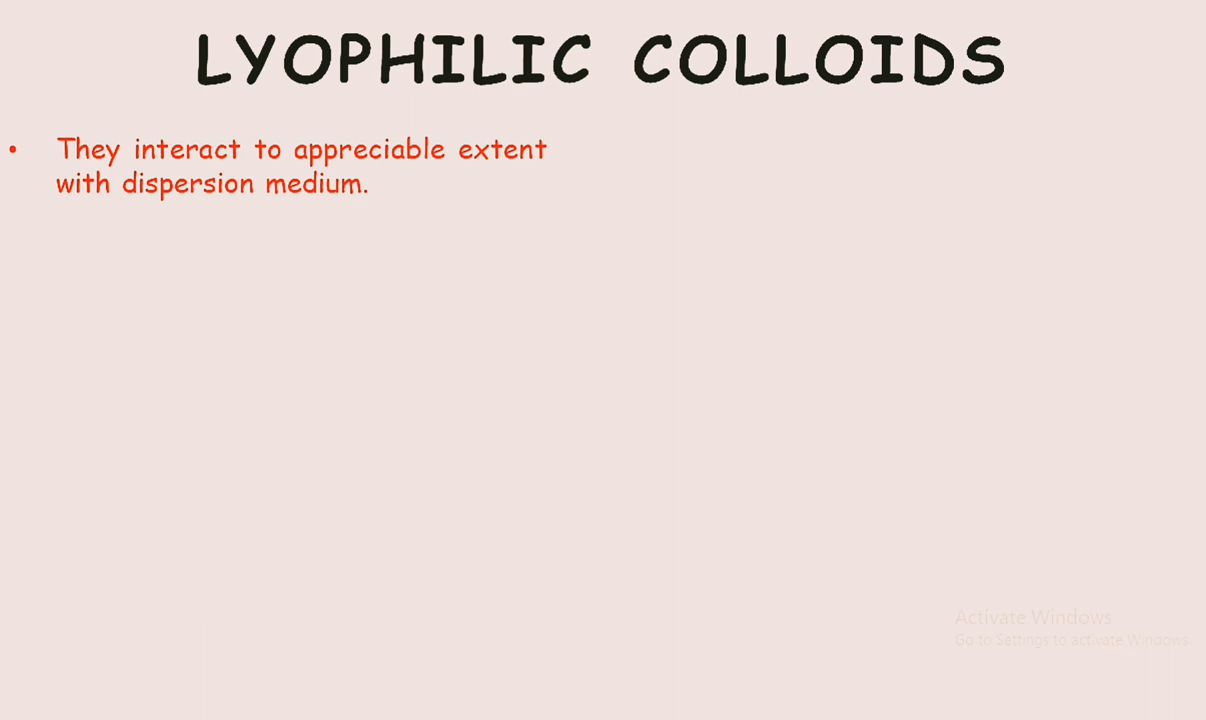 LYOPHILIC COLLOIDS
• They interact to appreciable extent
with dispersion medium.
Activate Windows
Go to Settings to activate Windows.